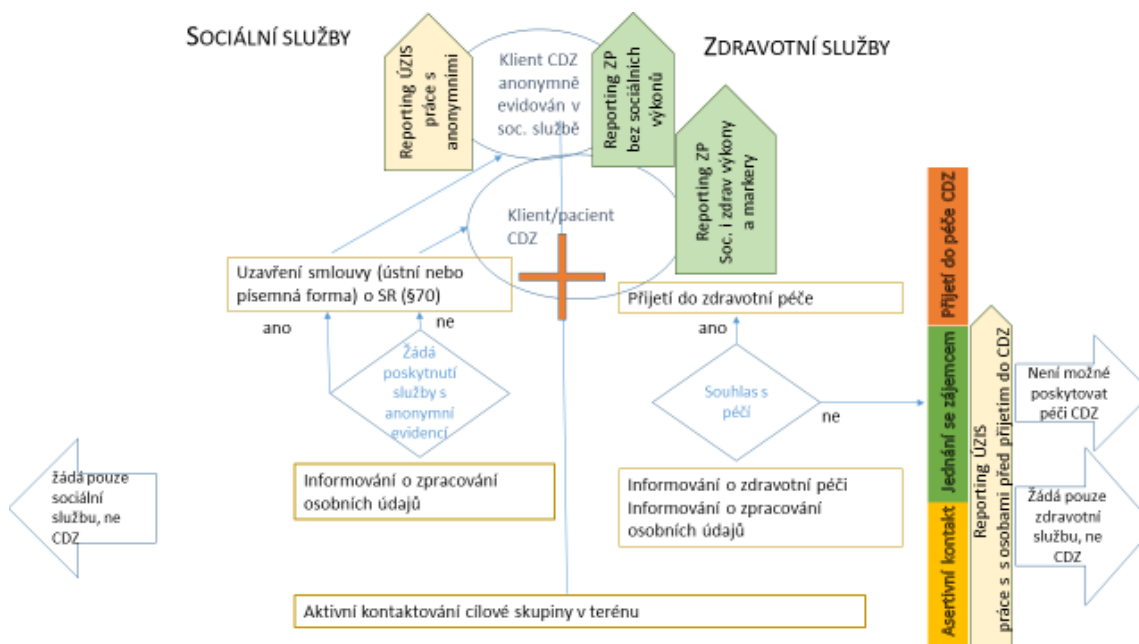 SOCIÁLNÍ SLUŽBY
ZDRAVOTNÍ SLUŽBY
Reporting ÚZIS
práce s
anonymními
Klient CDZ
anonymně
evidován v
soc. službě
Reporting ZP
bez sociálních
výkonů
Reporting ZP
Soc. i zdrav výkony
a markery
Klient/pacient
CDZ
Uzavření smlouvy (ústní nebo
písemná forma) o SR (§70)
Přijetí do zdravotní péče
ano
ne
ano
Žádá
poskytnutí
služby s
anonymní
evidencí
Souhlas s
péčí
ne
Přijetí do péče CDZ
Jednání se zájemcem
Asertivní kontakt
Reporting ÚZIS
práce s s osobami před přijetím do CDZ
Není možné
poskytovat
péči CDZ
žádá pouze
sociální
službu, ne
CDZ
Informování o zpracování
osobních údajů
Informování o zdravotní péči
Informování o zpracování
osobních údajů
Žádá pouze
zdravotní
službu, ne
CDZ
Aktivní kontaktování cílové skupiny v terénu